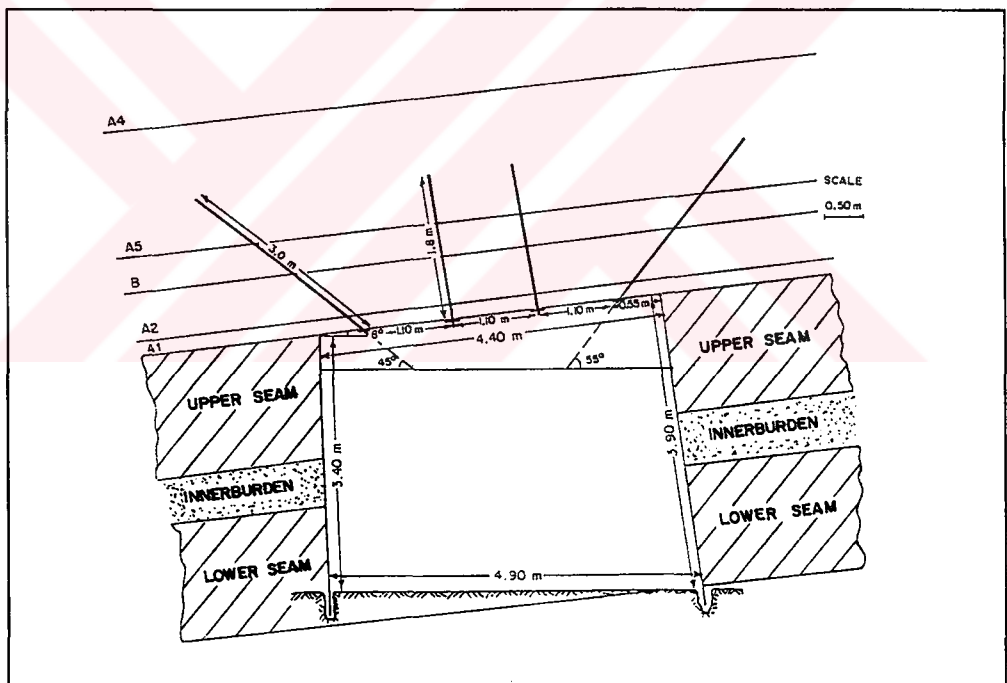 A4
SCALE
0.50 m
A5
3.0 m
1.8 m
B
A2
A1
8°
1.10 m
1.10 m
1.10 m
0.55 m
4.40 m
45°
55°
UPPER SEAM
UPPER SEAM
INNERBURDEN
INNERBURDEN
3.40 m
3.90 m
LOWER SEAM
LOWER SEAM
4.90 m